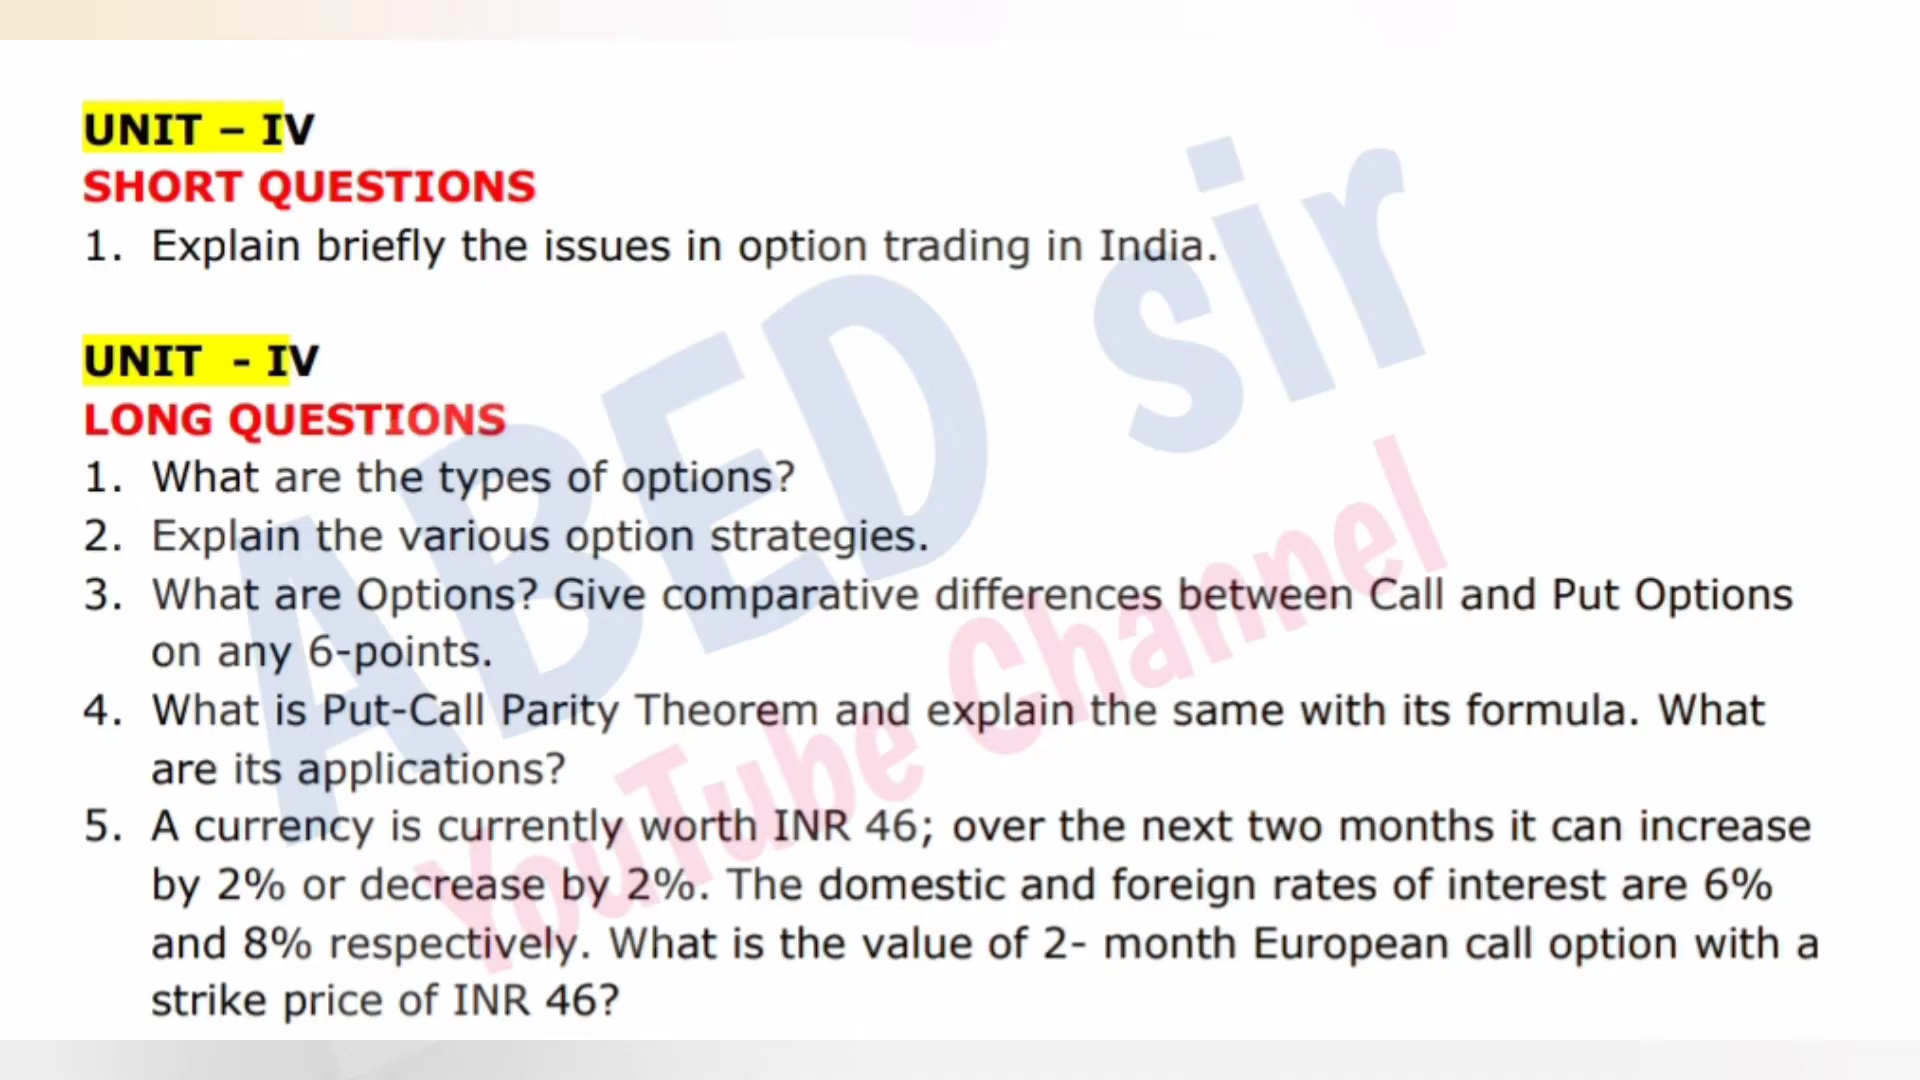 UNIT – IV
SHORT QUESTIONS
1. Explain briefly the issues in option trading in India.
UNIT - IV
LONG QUESTIONS
1. What are the types of options?
2. Explain the various option strategies.
3. What are Options? Give comparative differences between Call and Put Options
on any 6-points.
4. What is Put-Call Parity Theorem and explain the same with its formula. What
are its applications?
5. A currency is currently worth INR 46; over the next two months it can increase
by 2% or decrease by 2%. The domestic and foreign rates of interest are 6%
and 8% respectively. What is the value of 2- month European call option with a
strike price of INR 46?
ABED sir
YouTube Channel